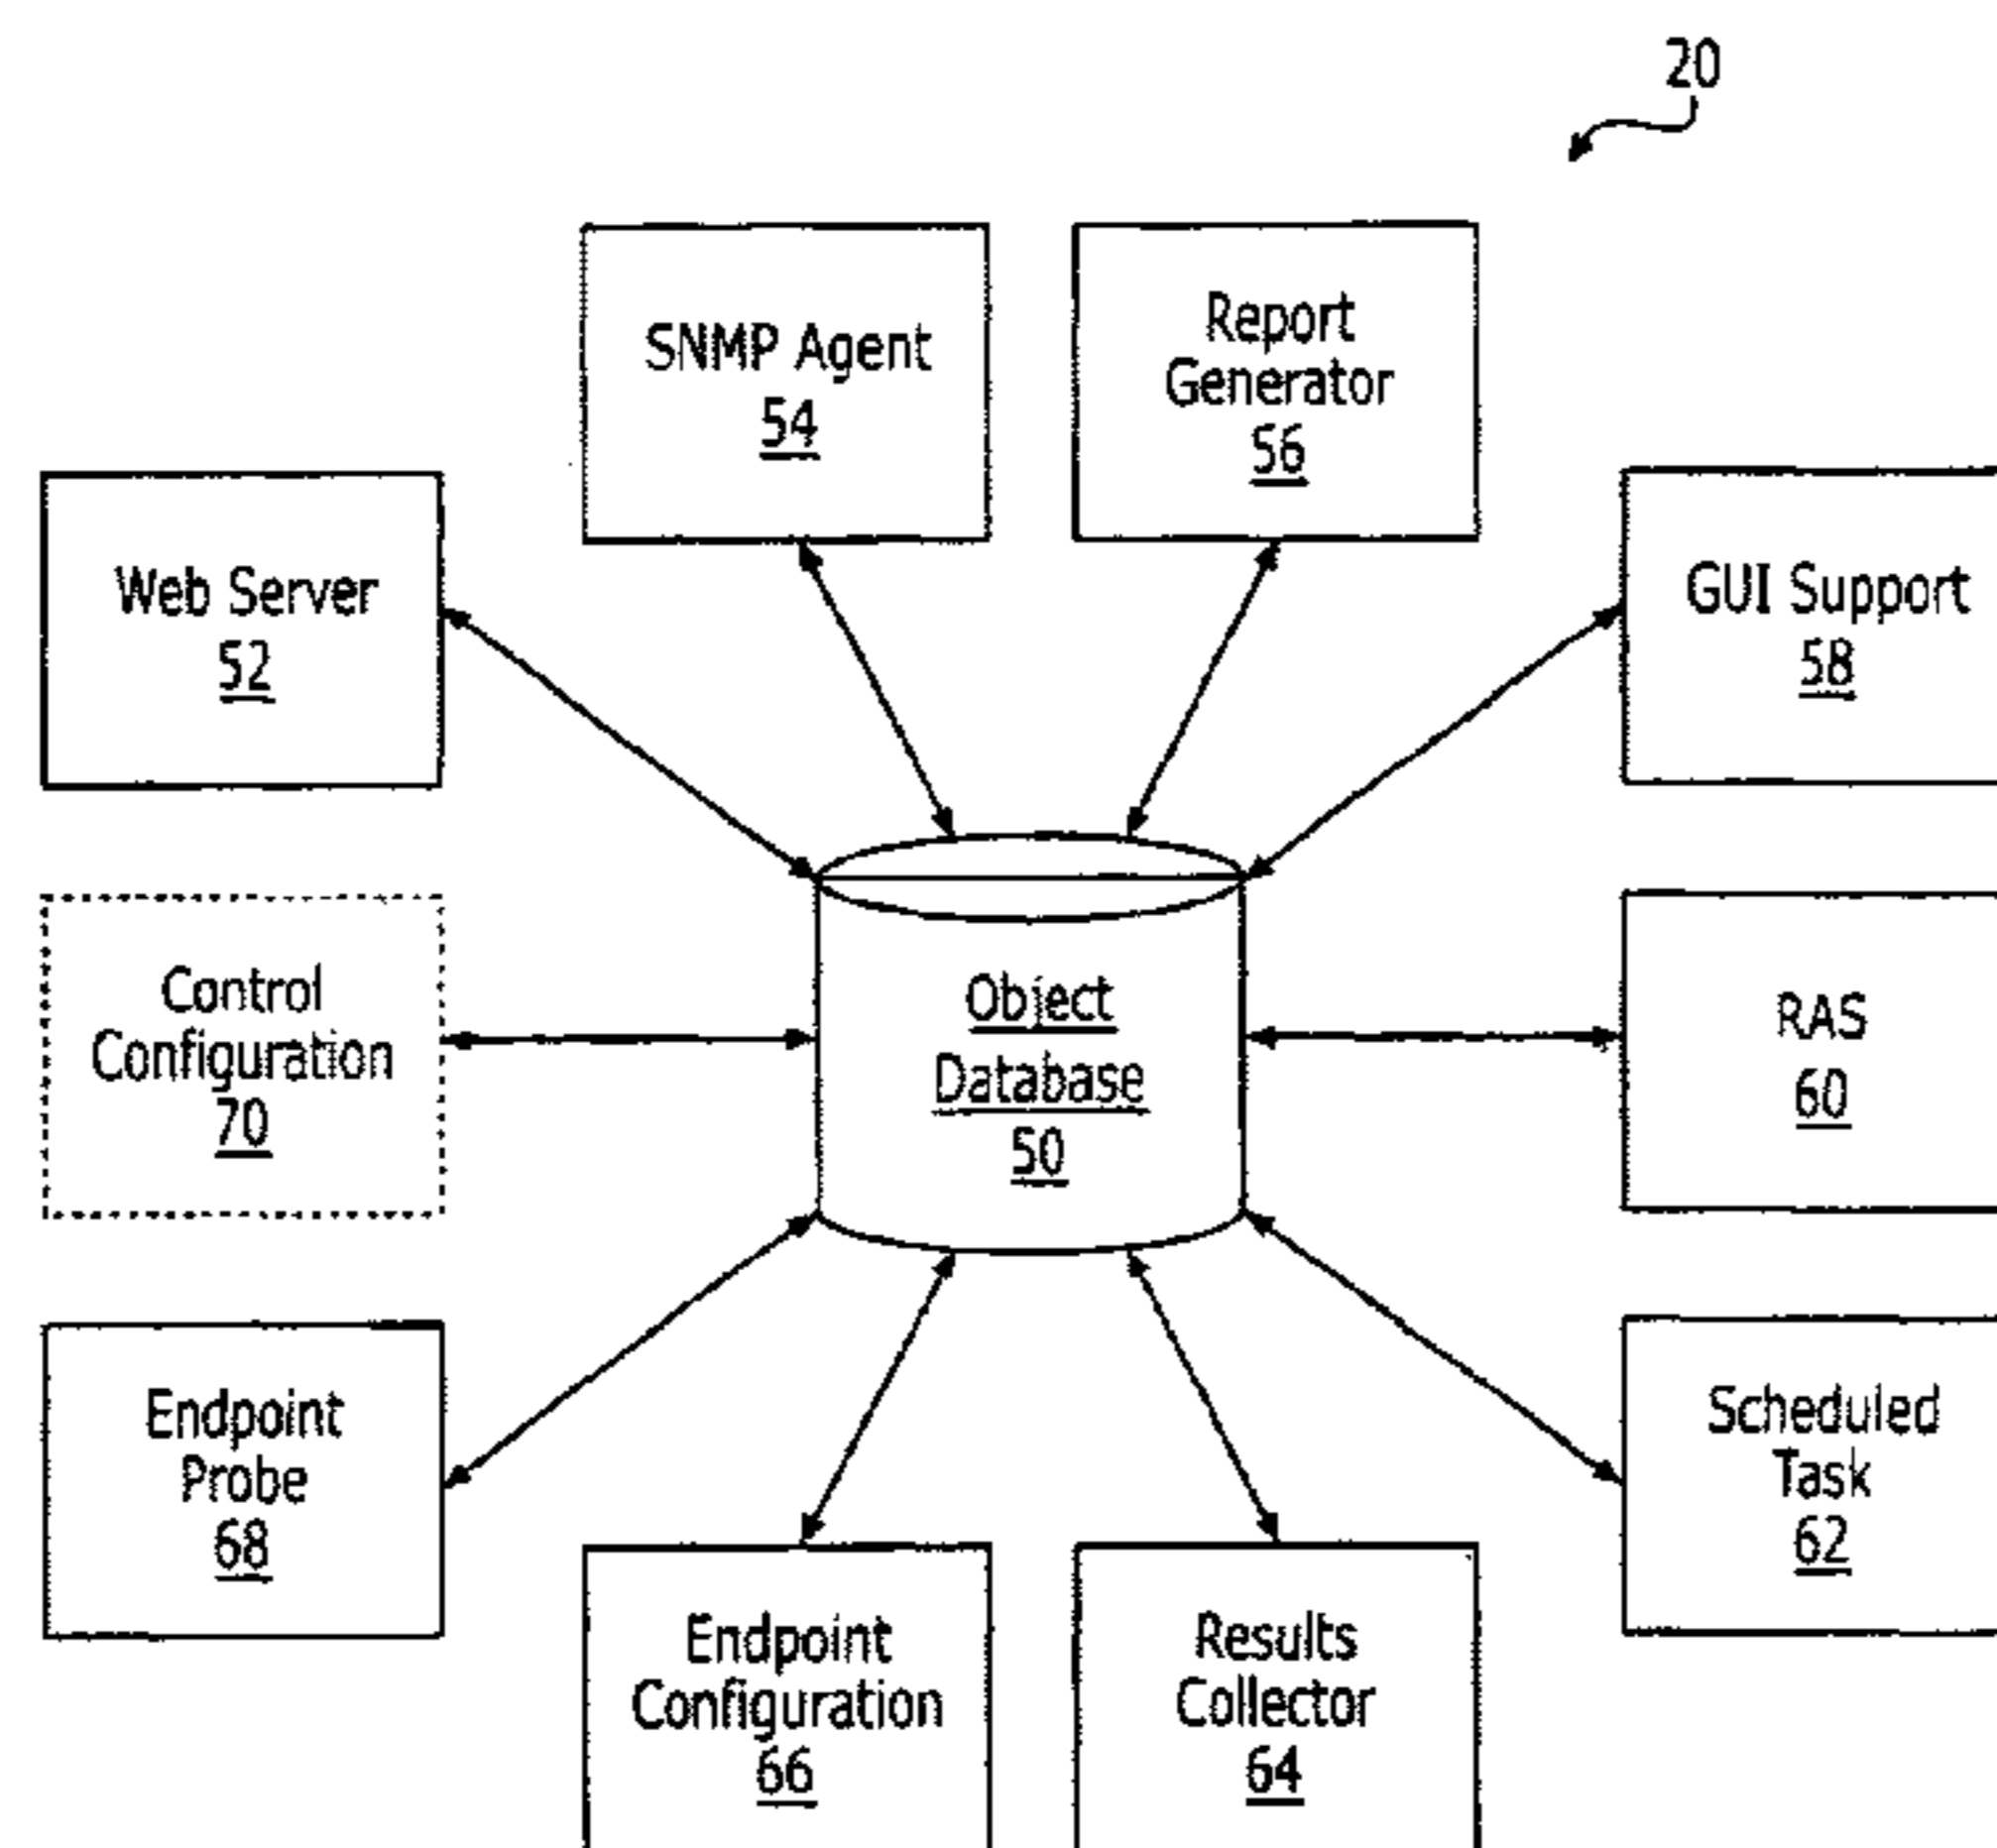 20
SNMP Agent
54
Report
Generator
56
Web Server
52
GUI Support
58
Control
Configuration
70
Object
Database
50
RAS
60
Endpoint
Probe
68
Scheduled
Task
62
Endpoint
Configuration
66
Results
Collector
64